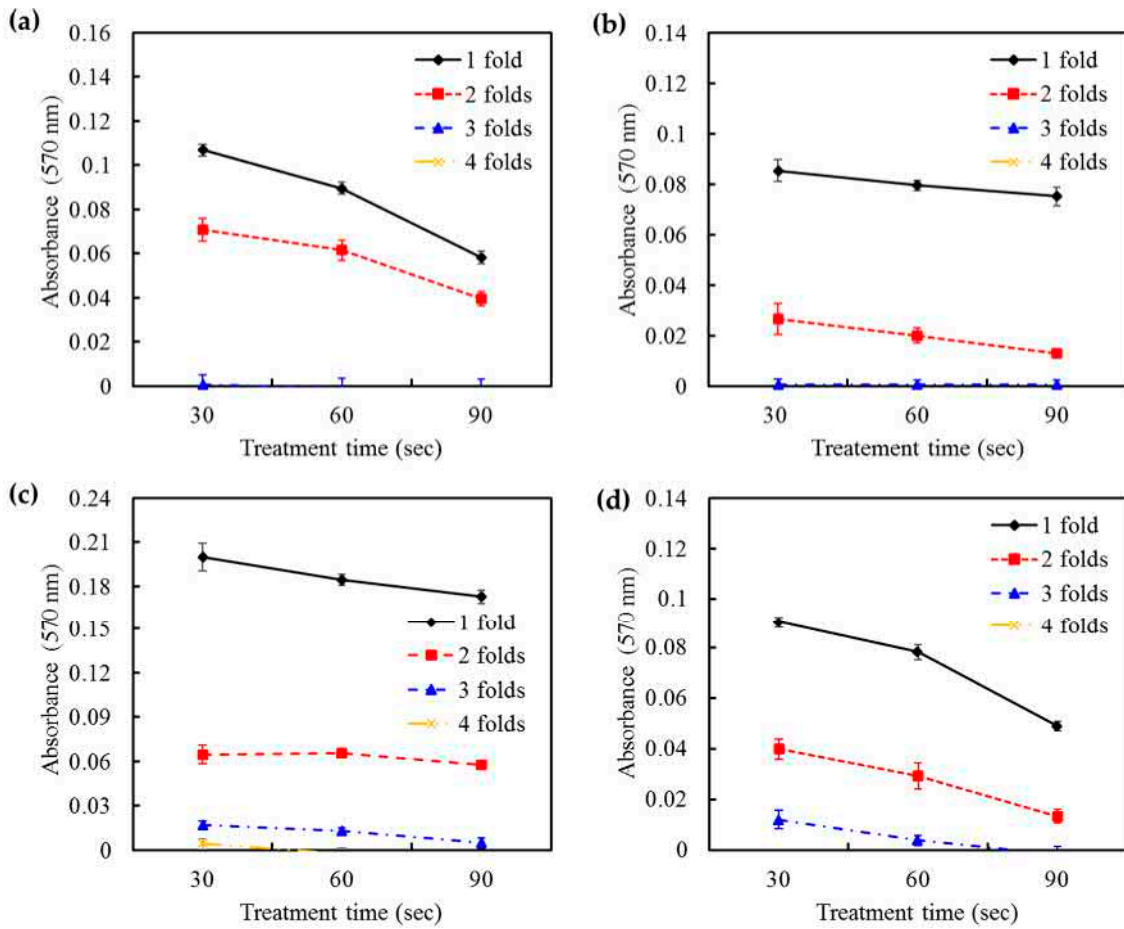 (a)
0.16
0.14
0.12
0.1
0.08
0.06
0.04
0.02
0
Absorbance (570 nm)
1 fold
2 folds
3 folds
4 folds
30 60 90
Treatment time (sec)
(b)
0.14
0.12
0.1
0.08
0.06
0.04
0.02
0
Absorbance (570 nm)
1 fold
2 folds
3 folds
4 folds
30 60 90
Treatement time (sec)
(c)
0.24
0.21
0.18
0.15
0.12
0.09
0.06
0.03
0
Absorbance (570 nm)
1 fold
2 folds
3 folds
4 folds
30 60 90
Treatment time (sec)
(d)
0.14
0.12
0.1
0.08
0.06
0.04
0.02
0
Absorbance (570 nm)
1 fold
2 folds
3 folds
4 folds
30 60 90
Treatment time (sec)